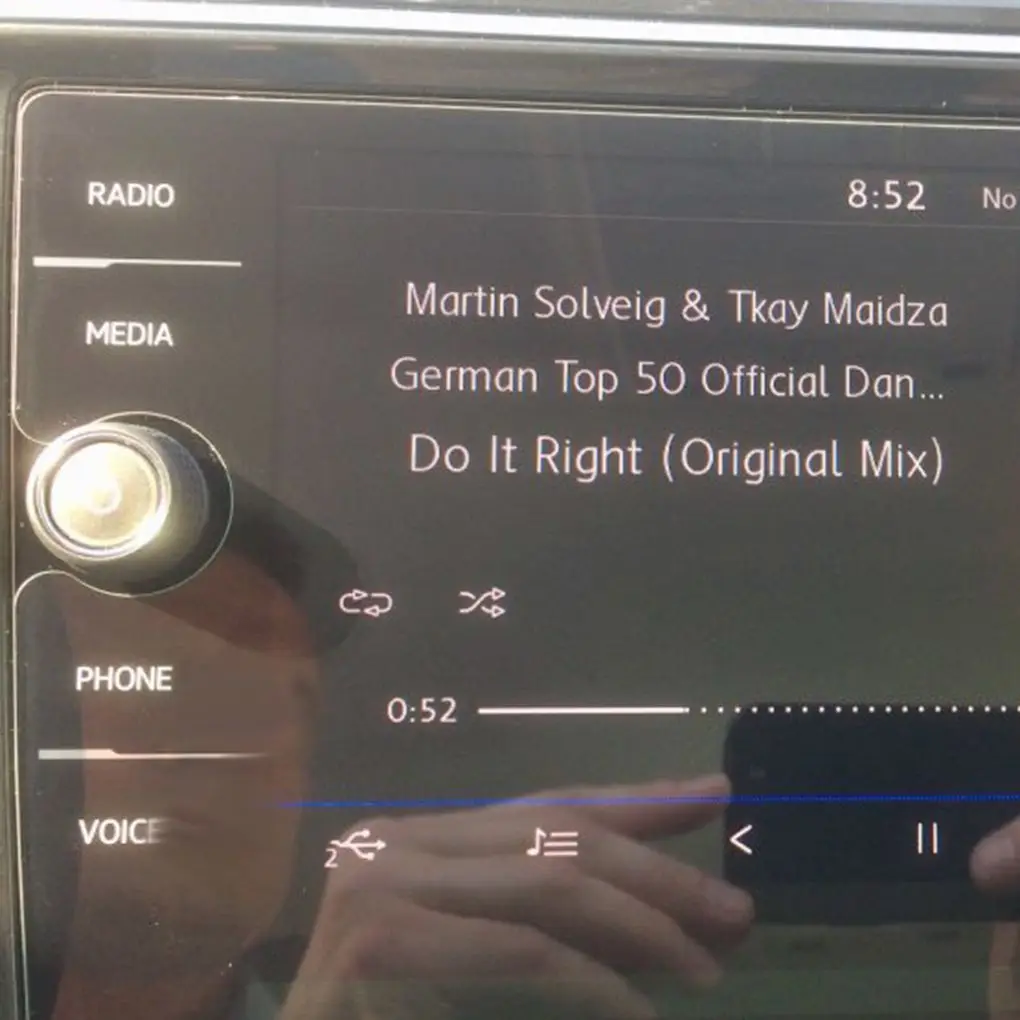 RADIO
8:52 No
MEDIA
Martin Solveig & Tkay Maidza
German Top 50 Official Dan...
Do It Right (Original Mix)
PHONE
0:52
VOICE
2